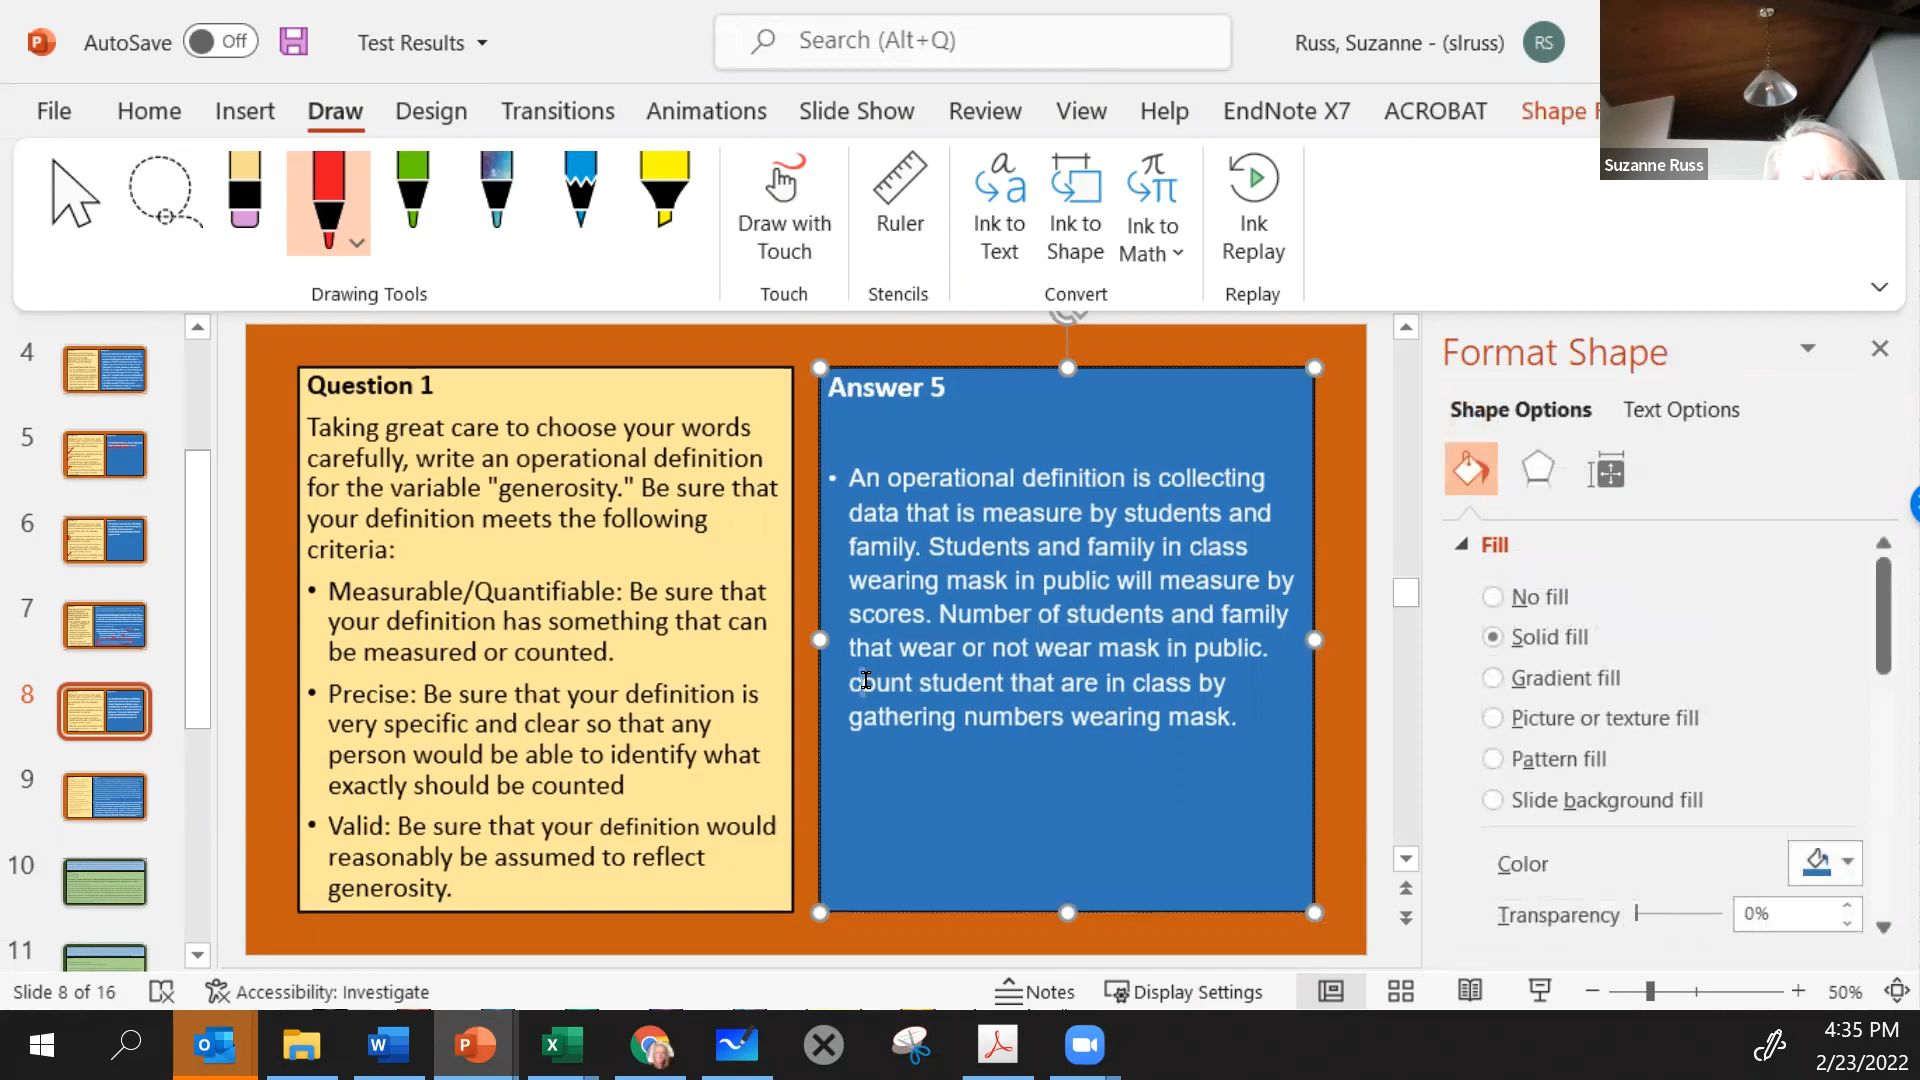 AutoSave Off Test Results Search (Alt+Q) Russ, Suzanne - (slruss) RS
File Home Insert Draw Design Transitions Animations Slide Show Review View Help EndNote X7 ACROBAT Shape F
Suzanne Russ
Draw with
Touch
Ruler
Ink to
Text
Ink to
Shape
Ink to
Math
Ink
Replay
Drawing Tools Touch Stencils Convert Replay
4
5
6
7
8
9
10
11
Question 1
Taking great care to choose your words
carefully, write an operational definition
for the variable "generosity." Be sure that
your definition meets the following
criteria:
• Measurable/Quantifiable: Be sure that
your definition has something that can
be measured or counted.
• Precise: Be sure that your definition is
very specific and clear so that any
person would be able to identify what
exactly should be counted
• Valid: Be sure that your definition would
reasonably be assumed to reflect
generosity.
Answer 5
• An operational definition is collecting
data that is measure by students and
family. Students and family in class
wearing mask in public will measure by
scores. Number of students and family
that wear or not wear mask in public.
count student that are in class by
gathering numbers wearing mask.
Format Shape
Shape Options Text Options
Fill
No fill
Solid fill
Gradient fill
Picture or texture fill
Pattern fill
Slide background fill
Color
Transparency 0%
Slide 8 of 16 Accessibility: Investigate Notes Display Settings 50%
4:35 PM
2/23/2022